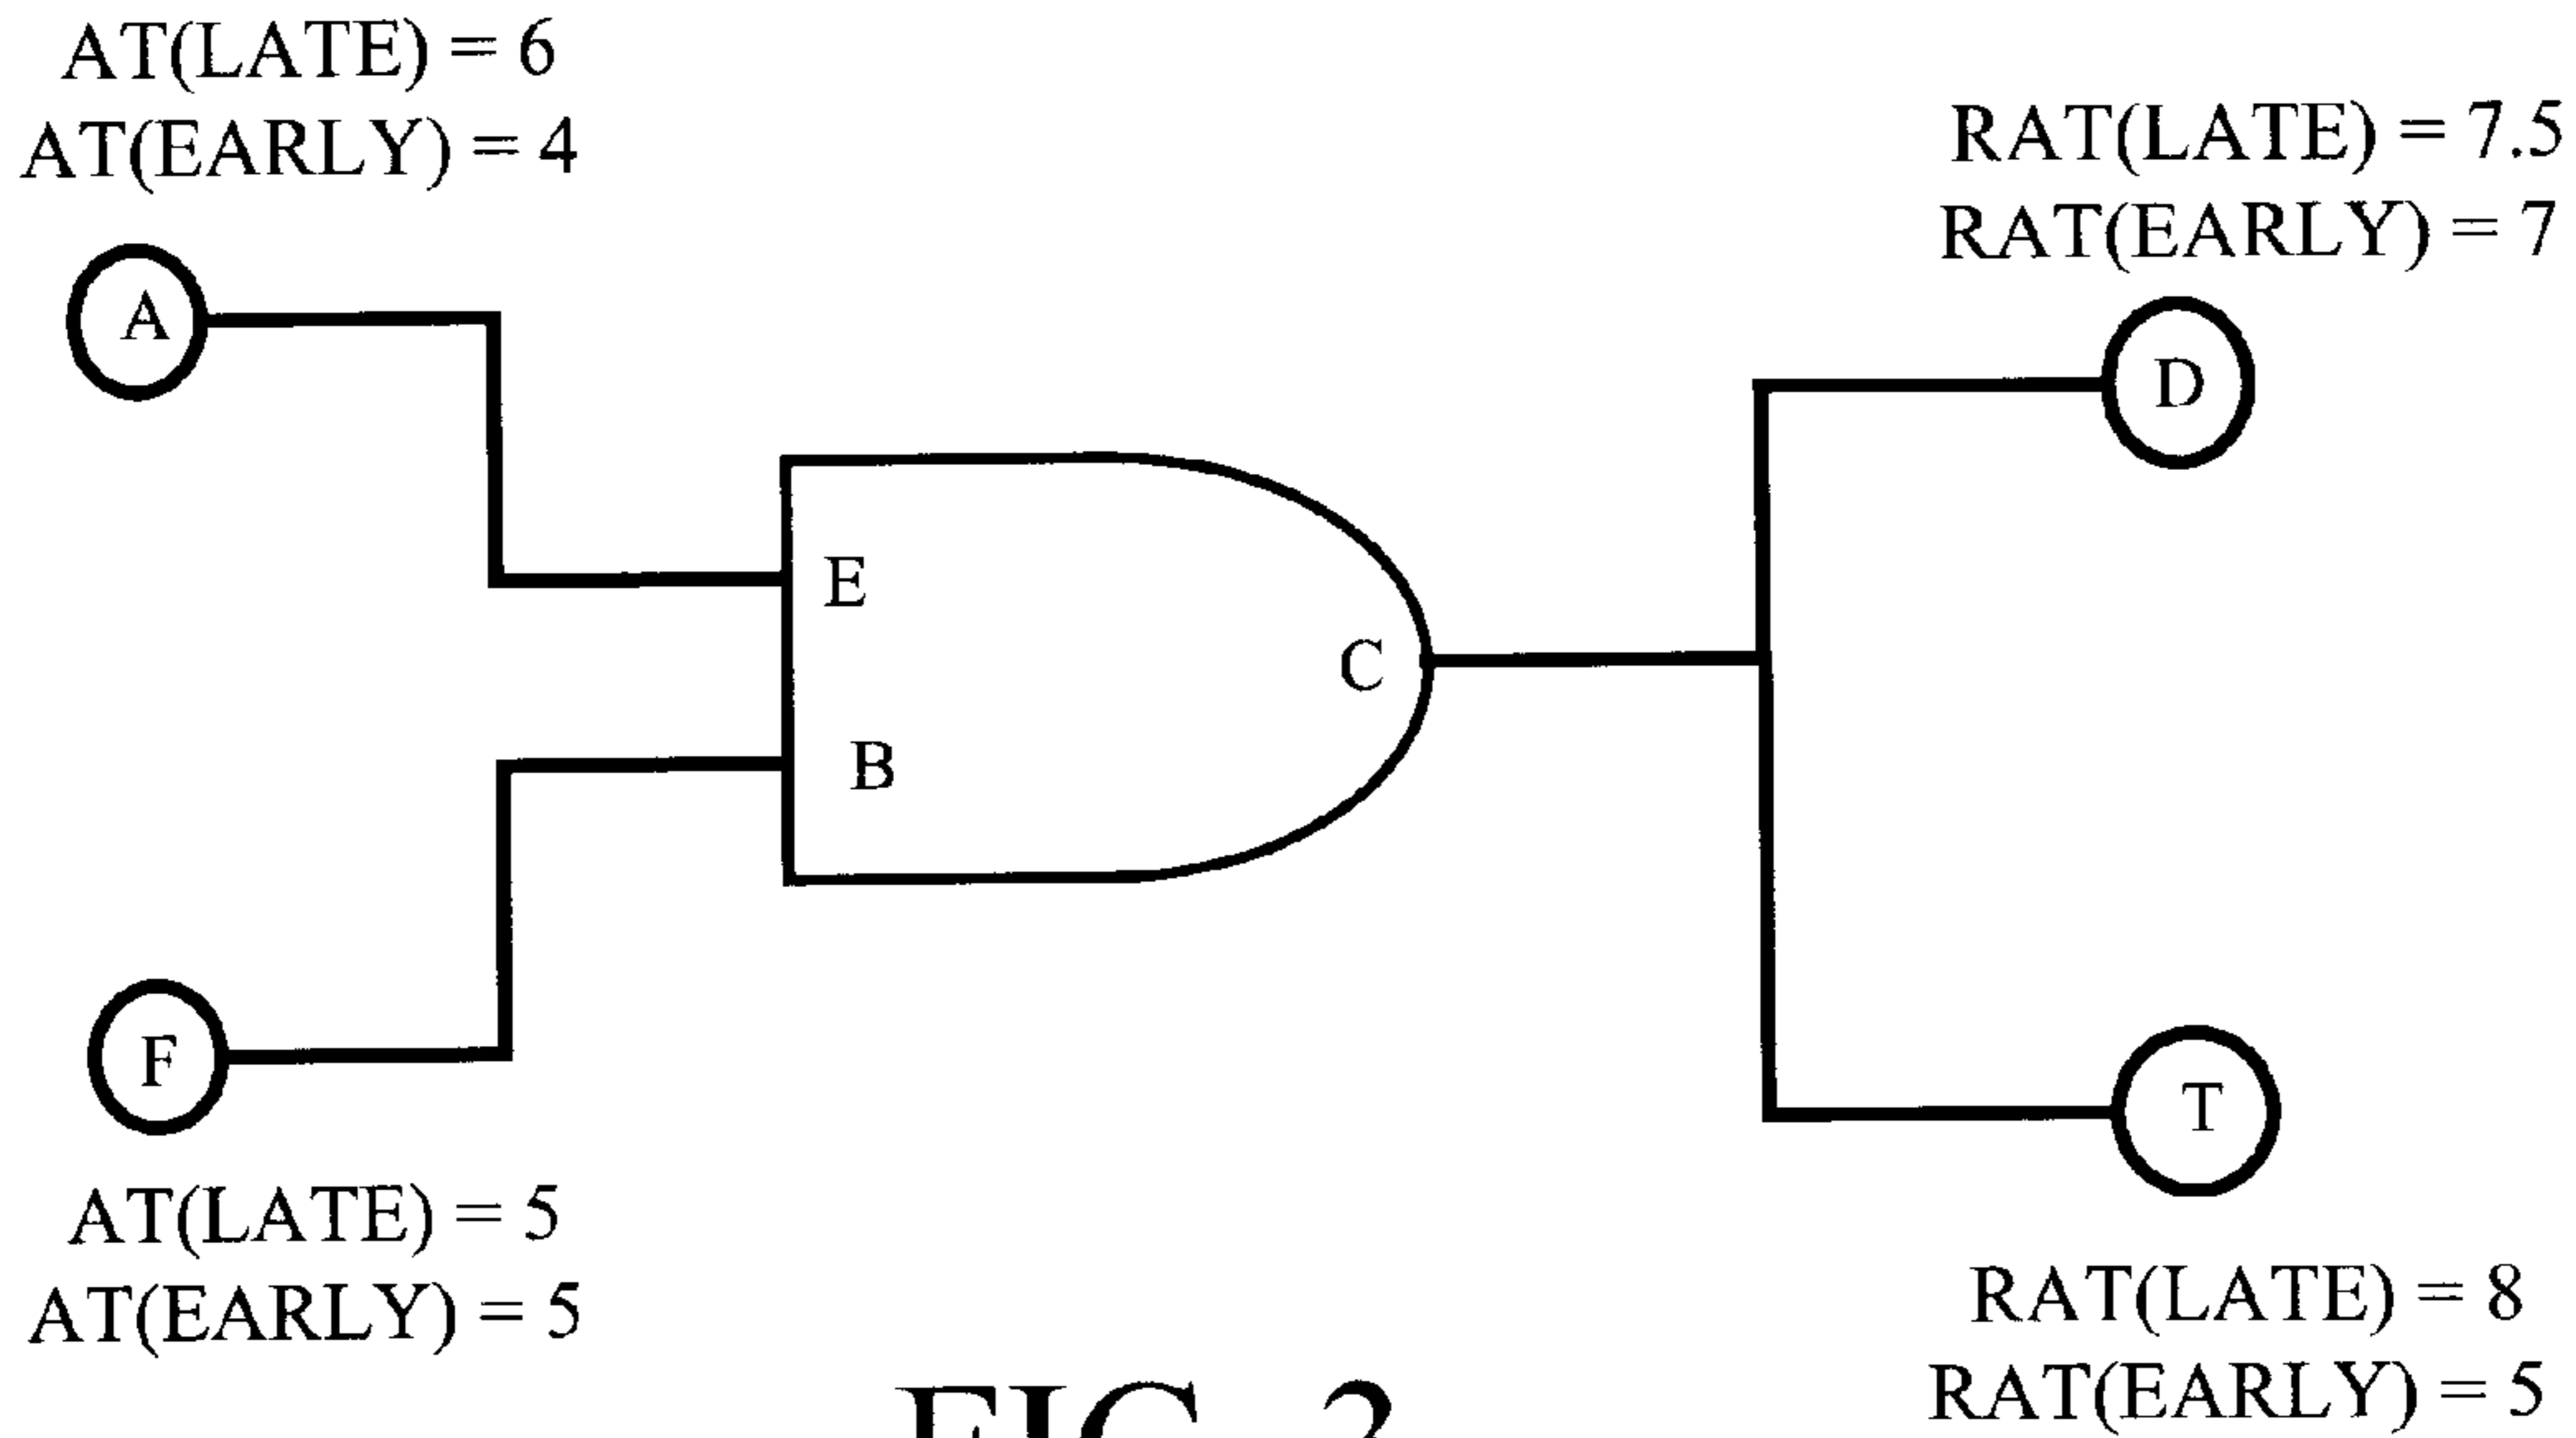 AT(LATE) = 6
AT(EARLY) = 4
RAT(LATE) = 7.5
RAT(EARLY) = 7
A
D
E
C
B
F
T
AT(LATE) = 5
AT(EARLY) = 5
RAT(LATE) = 8
RAT(EARLY) = 5